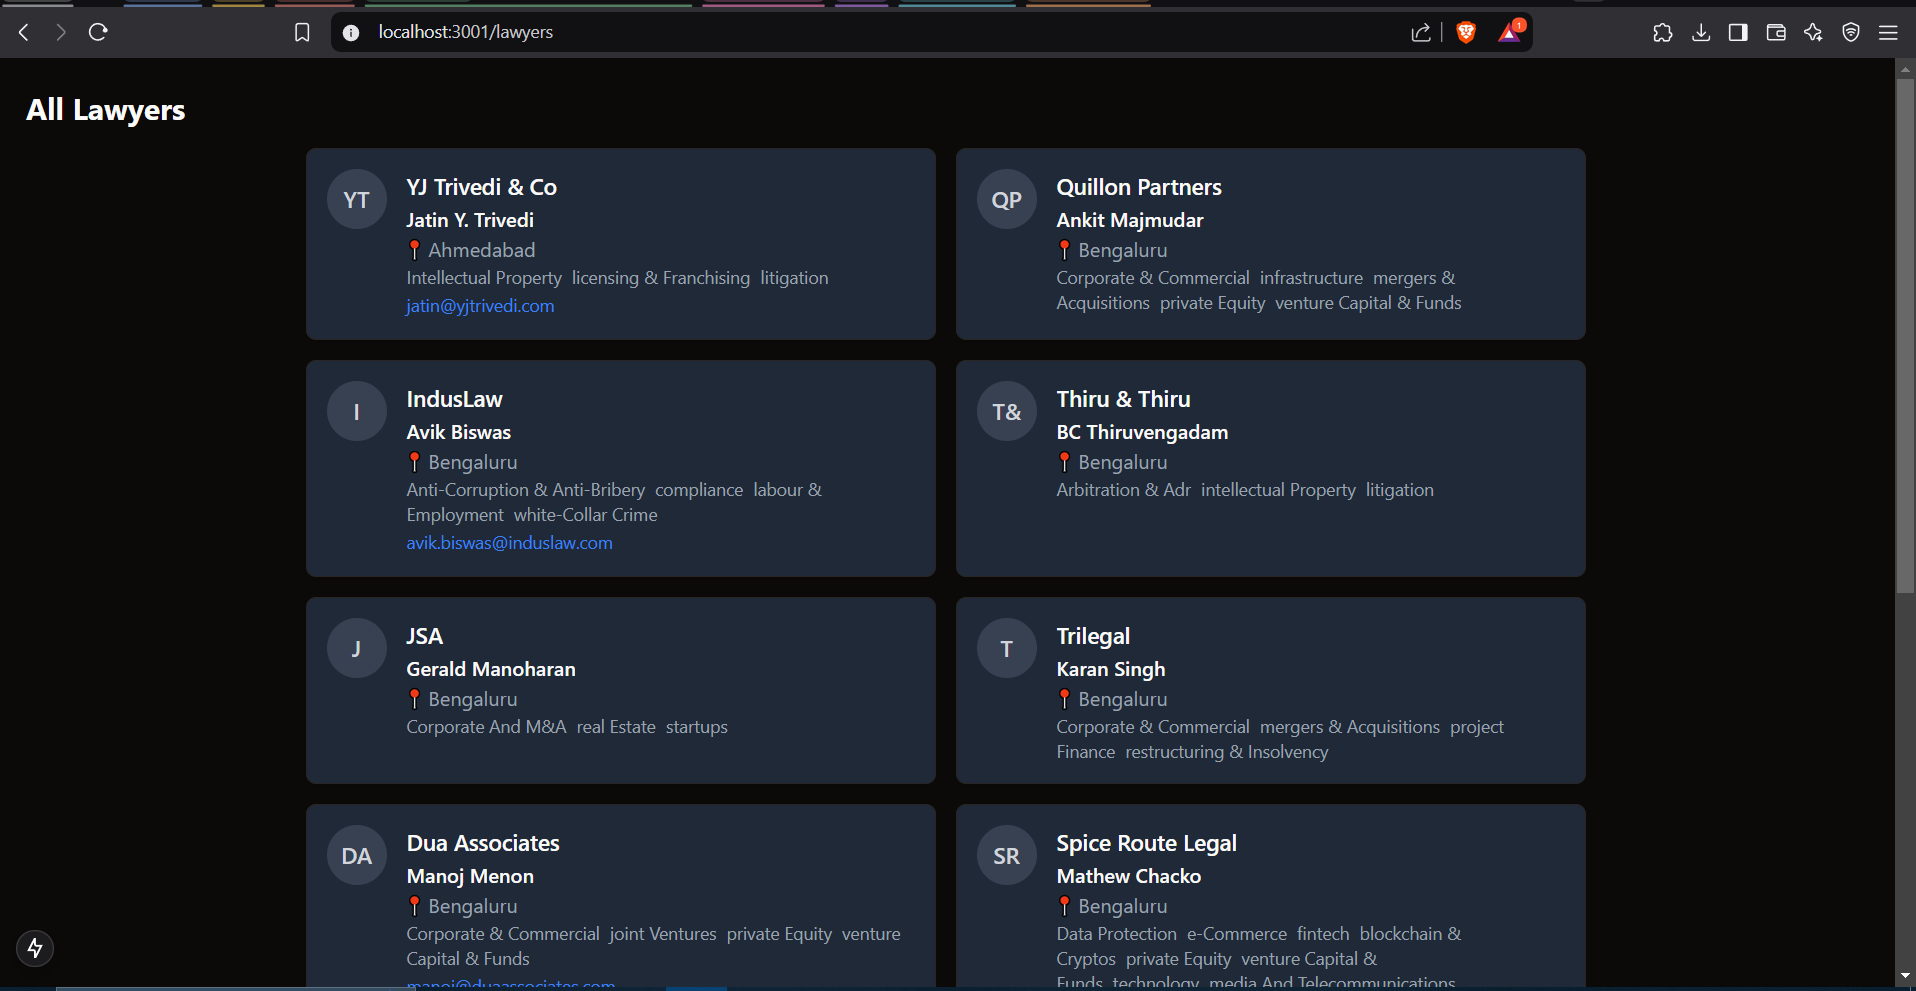 localhost:3001/lawyers
1
All Lawyers
YT
YJ Trivedi & Co
Jatin Y. Trivedi
Ahmedabad
Intellectual Property licensing & Franchising litigation
jatin@yjtrivedi.com
QP
Quillon Partners
Ankit Majmudar
Bengaluru
Corporate & Commercial infrastructure mergers &
Acquisitions private Equity venture Capital & Funds
I
IndusLaw
Avik Biswas
Bengaluru
Anti-Corruption & Anti-Bribery compliance labour &
Employment white-Collar Crime
avik.biswas@induslaw.com
T&
Thiru & Thiru
BC Thiruvengadam
Bengaluru
Arbitration & Adr intellectual Property litigation
J
JSA
Gerald Manoharan
Bengaluru
Corporate And M&A real Estate startups
T
Trilegal
Karan Singh
Bengaluru
Corporate & Commercial mergers & Acquisitions project
Finance restructuring & Insolvency
DA
Dua Associates
Manoj Menon
Bengaluru
Corporate & Commercial joint Ventures private Equity venture
Capital & Funds
manoj@duaassociates.com
SR
Spice Route Legal
Mathew Chacko
Bengaluru
Data Protection e-Commerce fintech blockchain &
Cryptos private Equity venture Capital &
Funds technology media And Telecommunications